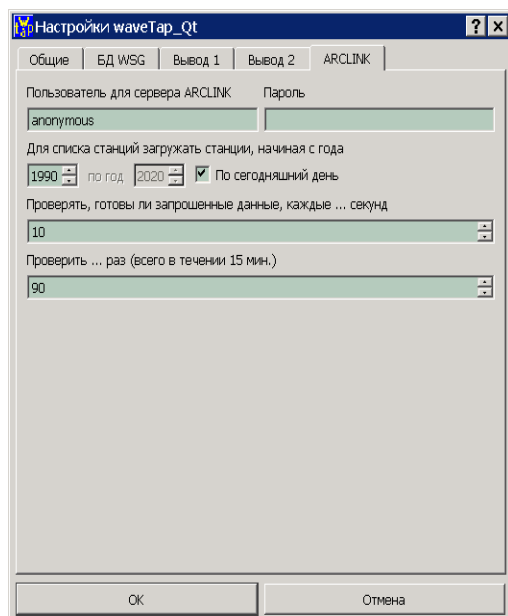 Настройки waveTap_Qt
Общие БД WSG Вывод 1 Вывод 2 ARCLINK
Пользователь для сервера ARCLINK Пароль
anonymous
Для списка станций загружать станции, начиная с года
1990 по год 2020 По сегодняшний день
Проверять, готовы ли запрошенные данные, каждые ... секунд
10
Проверить ... раз (всего в течении 15 мин.)
90
OK Отмена